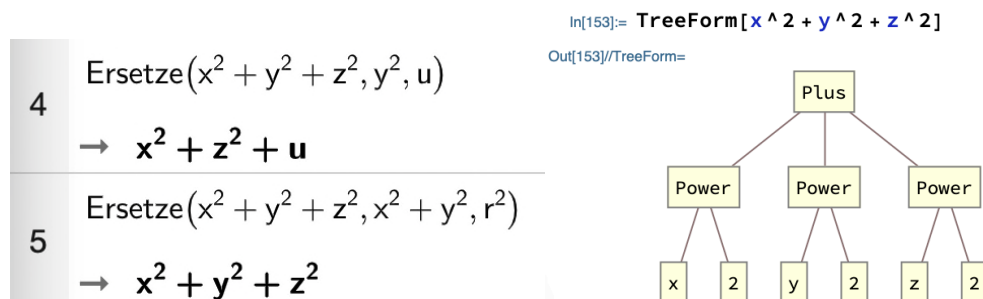 4
Ersetze(x² + y² + z², y², u)
→ x² + z² + u
5
Ersetze(x² + y² + z², x² + y², r²)
→ x² + y² + z²
In[153]:= TreeForm[x ^ 2 + y ^ 2 + z ^ 2]
Out[153]//TreeForm=
Plus
Power Power Power
x 2 y 2 z 2